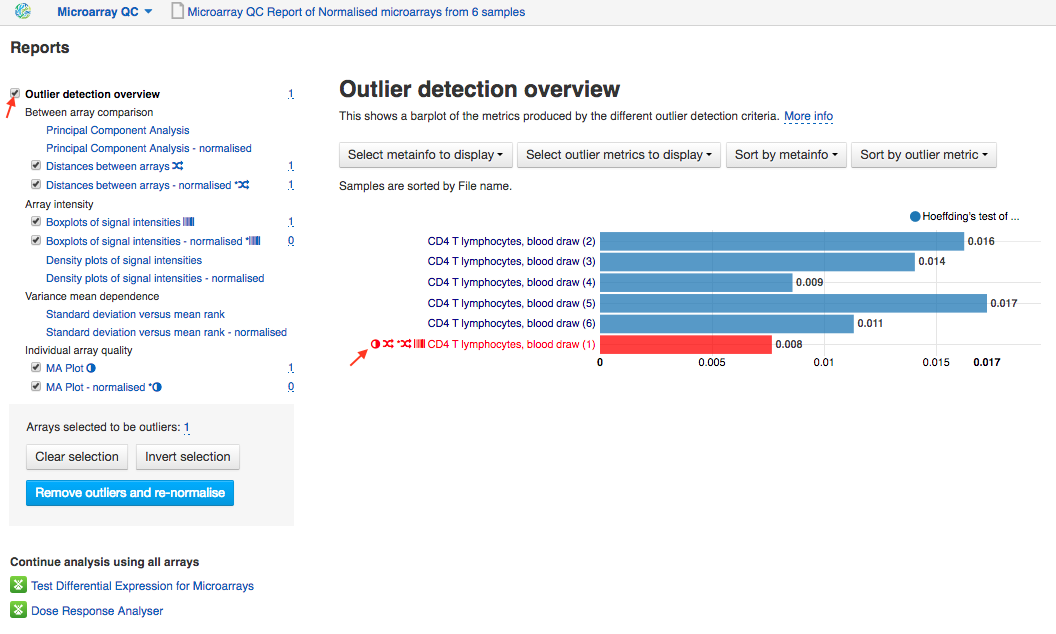 Microarray QC
Microarray QC Report of Normalised microarrays from 6 samples
Reports
Outlier detection overview 1
Between array comparison
Principal Component Analysis
Principal Component Analysis - normalised
Distances between arrays 1
Distances between arrays - normalised * 1
Array intensity
Boxplots of signal intensities 1
Boxplots of signal intensities - normalised * 0
Density plots of signal intensities
Density plots of signal intensities - normalised
Variance mean dependence
Standard deviation versus mean rank
Standard deviation versus mean rank - normalised
Individual array quality
MA Plot 1
MA Plot - normalised * 0
Arrays selected to be outliers: 1
Clear selection
Invert selection
Remove outliers and re-normalise
Continue analysis using all arrays
Test Differential Expression for Microarrays
Dose Response Analyser
Outlier detection overview
This shows a barplot of the metrics produced by the different outlier detection criteria. More info
Select metainfo to display
Select outlier metrics to display
Sort by metainfo
Sort by outlier metric
Samples are sorted by File name.
Hoeffding's test of ...
CD4 T lymphocytes, blood draw (2) 0.016
CD4 T lymphocytes, blood draw (3) 0.014
CD4 T lymphocytes, blood draw (4) 0.009
CD4 T lymphocytes, blood draw (5) 0.017
CD4 T lymphocytes, blood draw (6) 0.011
* CD4 T lymphocytes, blood draw (1) 0.008
0 0.005 0.01 0.015 0.017